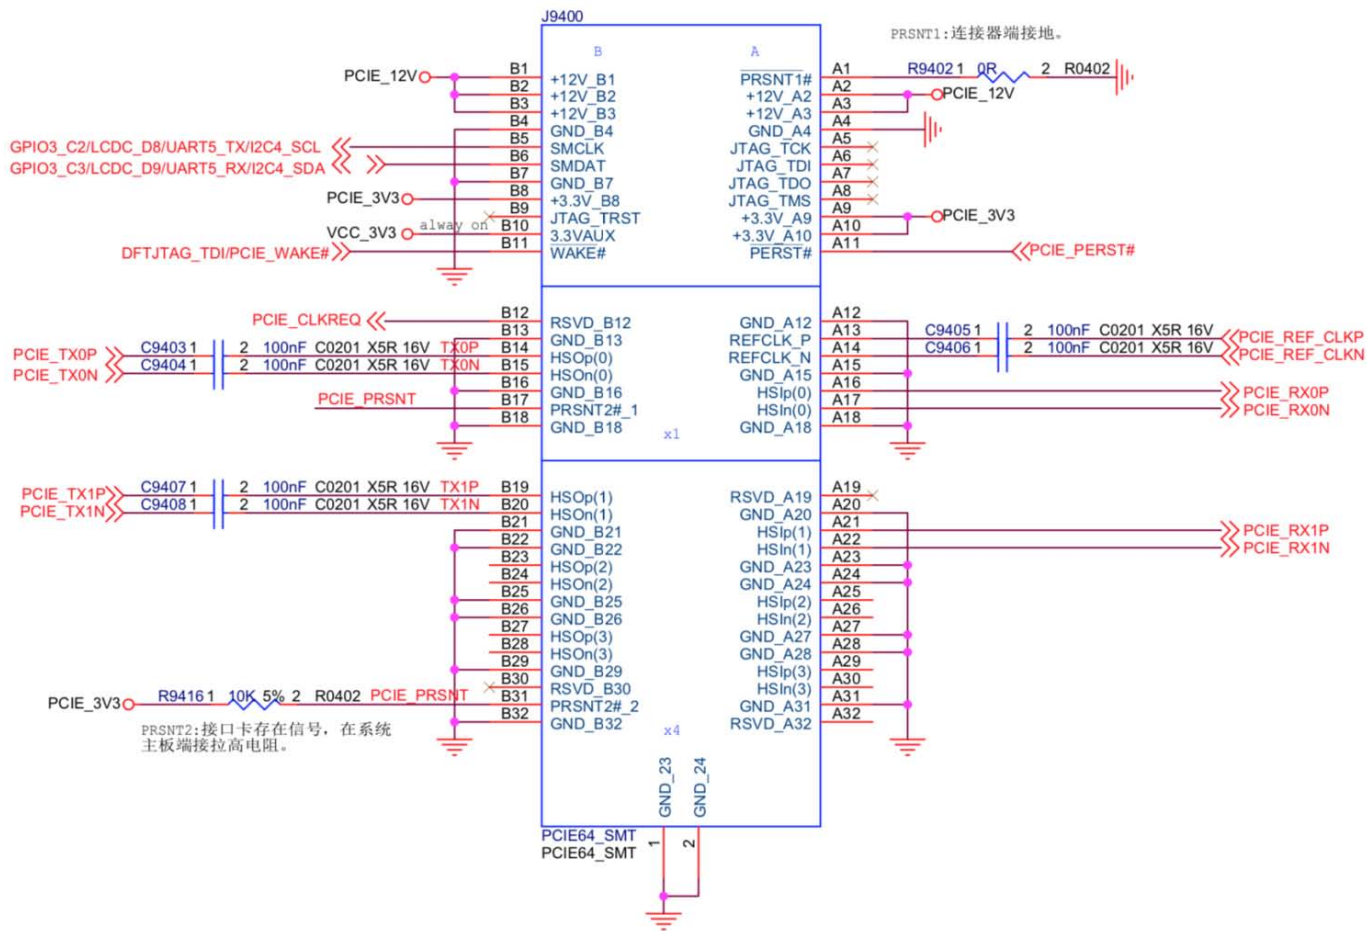 J9400
PRSNT1:连接器端接地。
B A
PCIE_12V B1 +12V_B1 PRSNT1# A1 R9402 1 0R 2 R0402
B2 +12V_B2 +12V_A2 A2 PCIE_12V
B3 +12V_B3 +12V_A3 A3
B4 GND_B4 GND_A4 A4
GPIO3_C2/LCDC_D8/UART5_TX/I2C4_SCL B5 SMCLK JTAG_TCK A5
GPIO3_C3/LCDC_D9/UART5_RX/I2C4_SDA B6 SMDAT JTAG_TDI A6
B7 GND_B7 JTAG_TDO A7
PCIE_3V3 B8 +3.3V_B8 JTAG_TMS A8
B9 JTAG_TRST +3.3V_A9 A9 PCIE_3V3
VCC_3V3 alway on B10 3.3VAUX +3.3V_A10 A10
DFTJTAG_TDI/PCIE_WAKE# B11 WAKE# PERST# A11 PCIE_PERST#
PCIE_CLKREQ B12 RSVD_B12 GND_A12 A12
B13 GND_B13 REFCLK_P A13 C9405 1 2 100nF C0201 X5R 16V PCIE_REF_CLKP
PCIE_TX0P C9403 1 2 100nF C0201 X5R 16V TX0P B14 HSOp(0) REFCLK_N A14 C9406 1 2 100nF C0201 X5R 16V PCIE_REF_CLKN
PCIE_TX0N C9404 1 2 100nF C0201 X5R 16V TX0N B15 HSOn(0) GND_A15 A15
B16 GND_B16 HSIp(0) A16 PCIE_RX0P
PCIE_PRSNT B17 PRSNT2#_1 HSIn(0) A17 PCIE_RX0N
B18 GND_B18 GND_A18 A18
x1
PCIE_TX1P C9407 1 2 100nF C0201 X5R 16V TX1P B19 HSOp(1) RSVD_A19 A19
PCIE_TX1N C9408 1 2 100nF C0201 X5R 16V TX1N B20 HSOn(1) GND_A20 A20
B21 GND_B21 HSIp(1) A21 PCIE_RX1P
B22 GND_B22 HSIn(1) A22 PCIE_RX1N
B23 HSOp(2) GND_A23 A23
B24 HSOn(2) GND_A24 A24
B25 GND_B25 HSIp(2) A25
B26 GND_B26 HSIn(2) A26
B27 HSOp(3) GND_A27 A27
B28 HSOn(3) GND_A28 A28
B29 GND_B29 HSIp(3) A29
B30 RSVD_B30 HSIn(3) A30
PCIE_3V3 R9416 1 10K 5% 2 R0402 PCIE_PRSNT B31 PRSNT2#_2 GND_A31 A31
B32 GND_B32 RSVD_A32 A32
PRSNT2:接口卡存在信号，在系统
主板端接拉高电阻。
x4
GND_23 GND_24
PCIE64_SMT
PCIE64_SMT
1 2